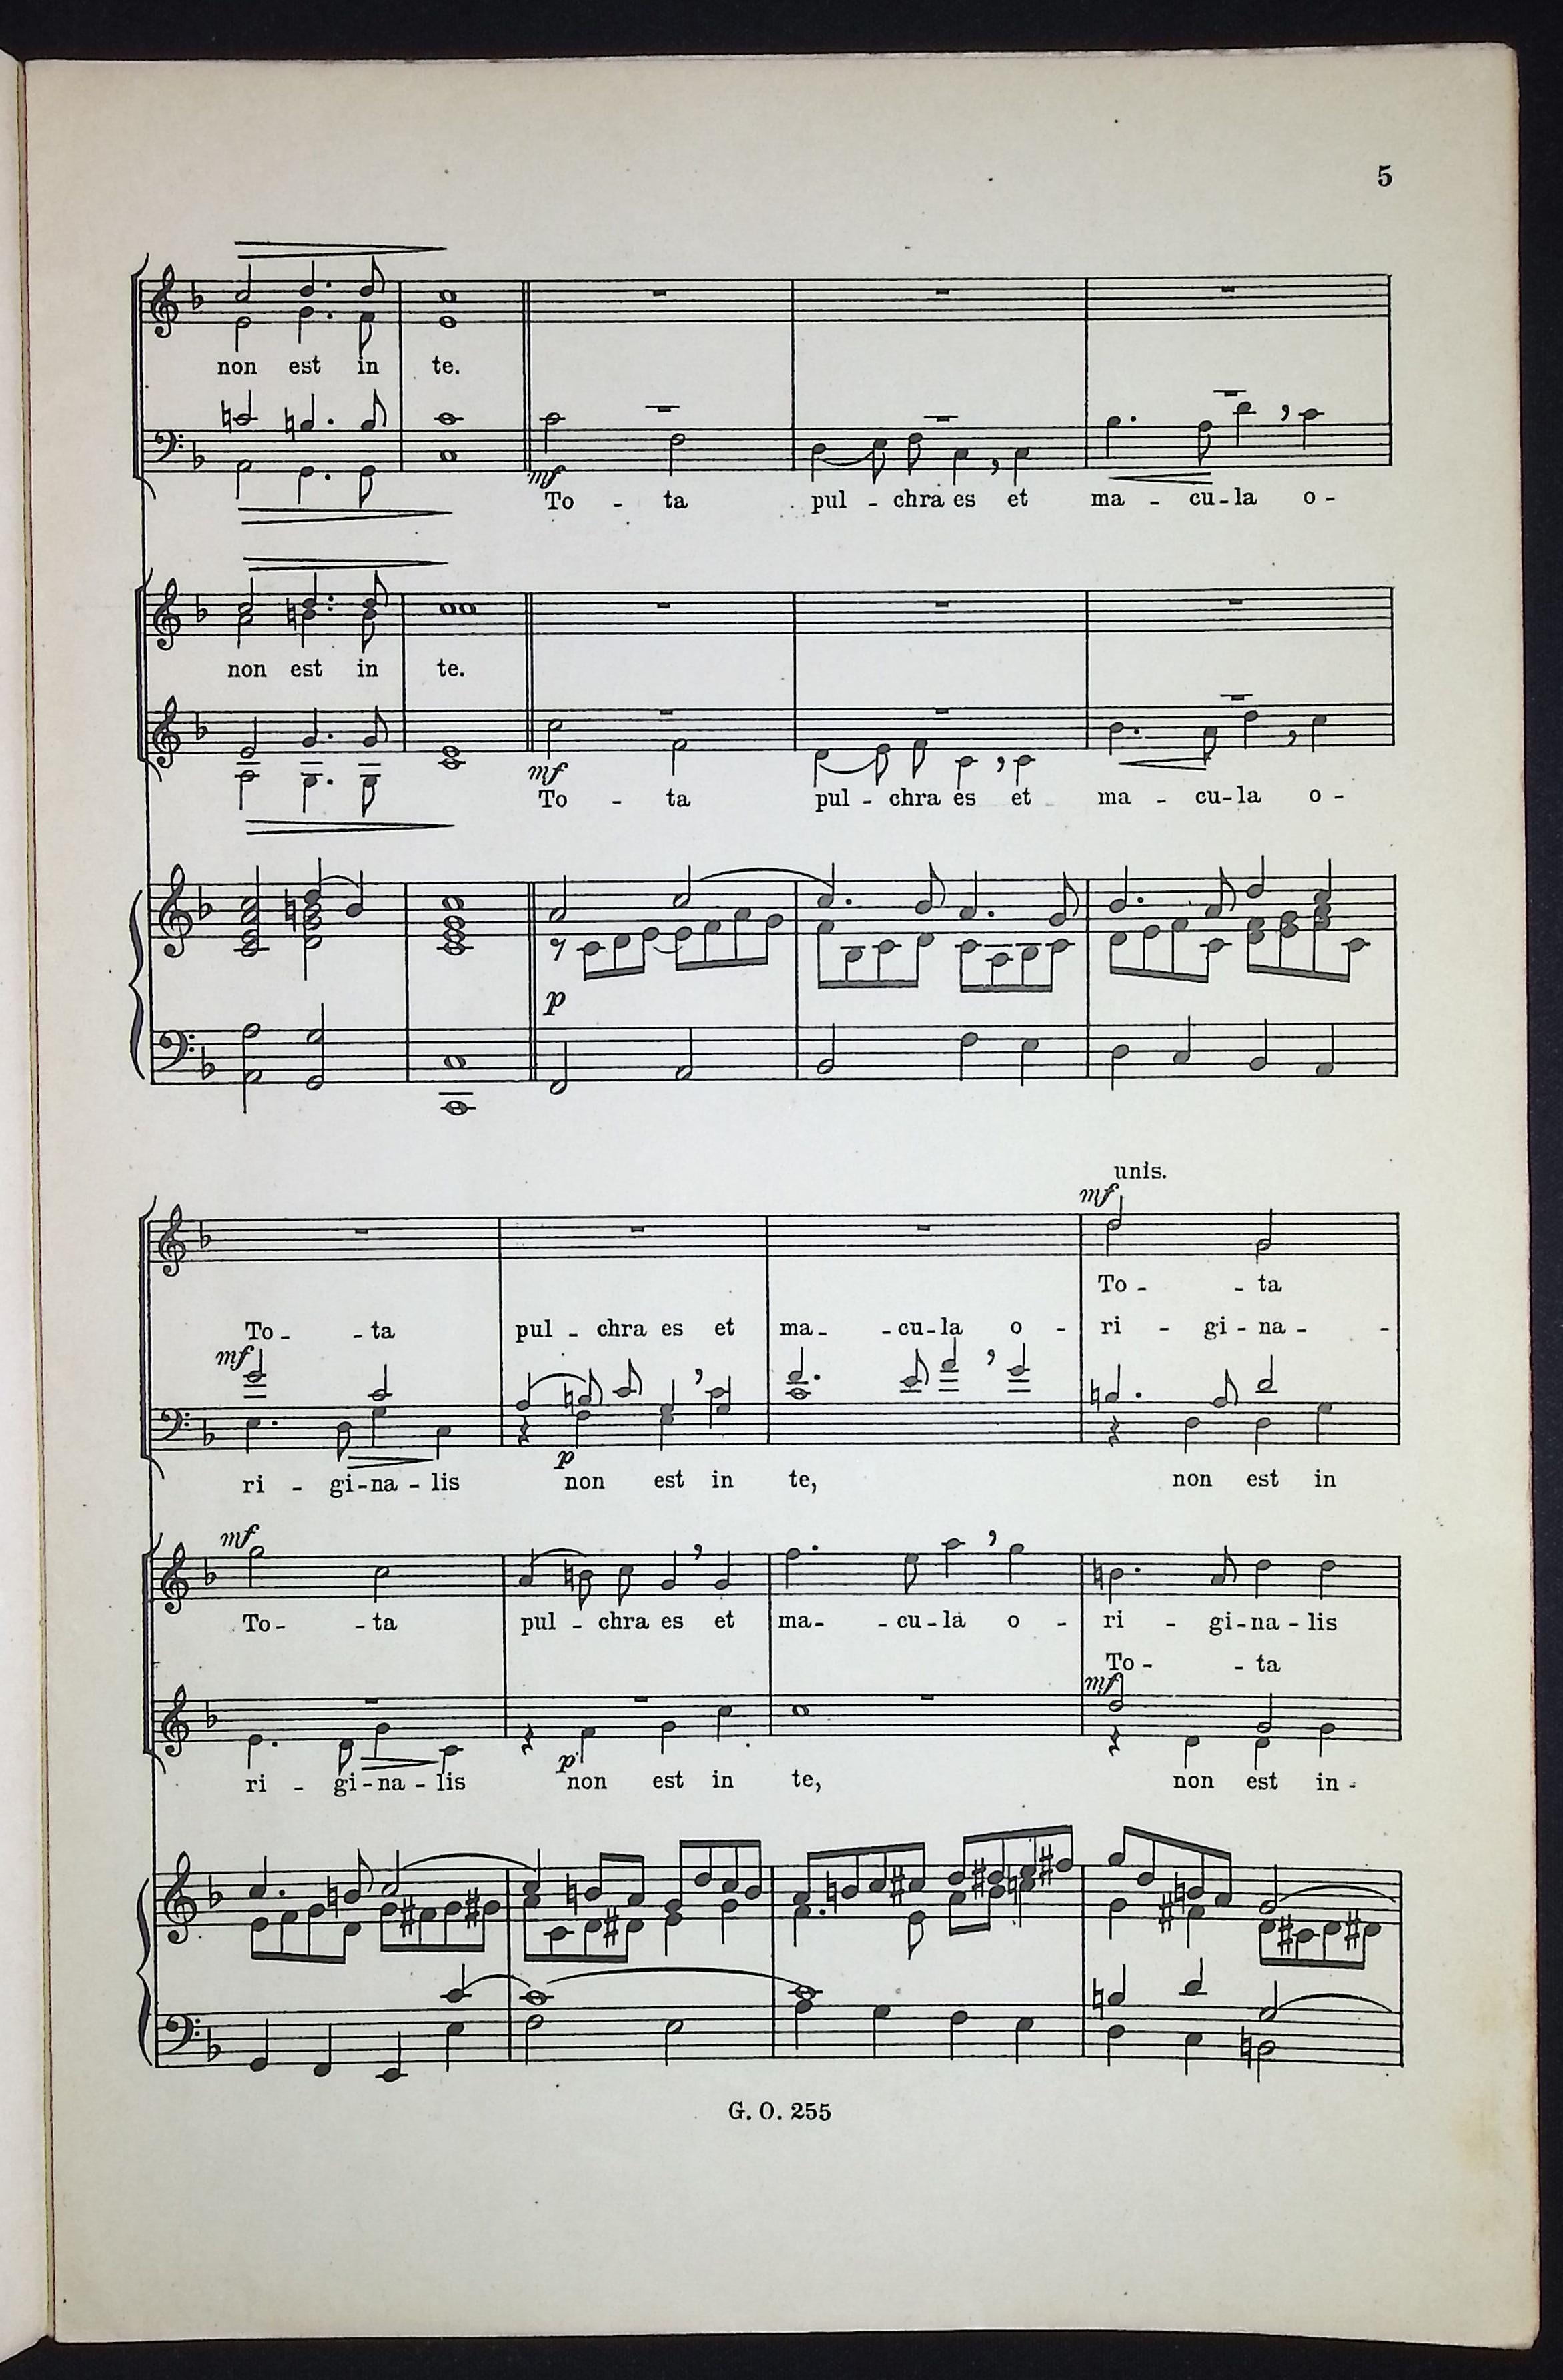 5
non est in te.
mf
To - ta pul - chra es et ma - cu - la o -
non est in te.
mf
To - ta pul - chra es et ma - cu - la o -
p
unis.
mf
To - - ta
To - - ta pul - chra es et ma - - cu - la o - ri - gi - na - -
mf
p
ri - gi - na - lis non est in te, non est in
mf
To - - ta pul - chra es et ma - - cu - la o - ri - gi - na - lis
To - - ta
mf
p
ri - gi - na - lis non est in te, non est in -
G. O. 255